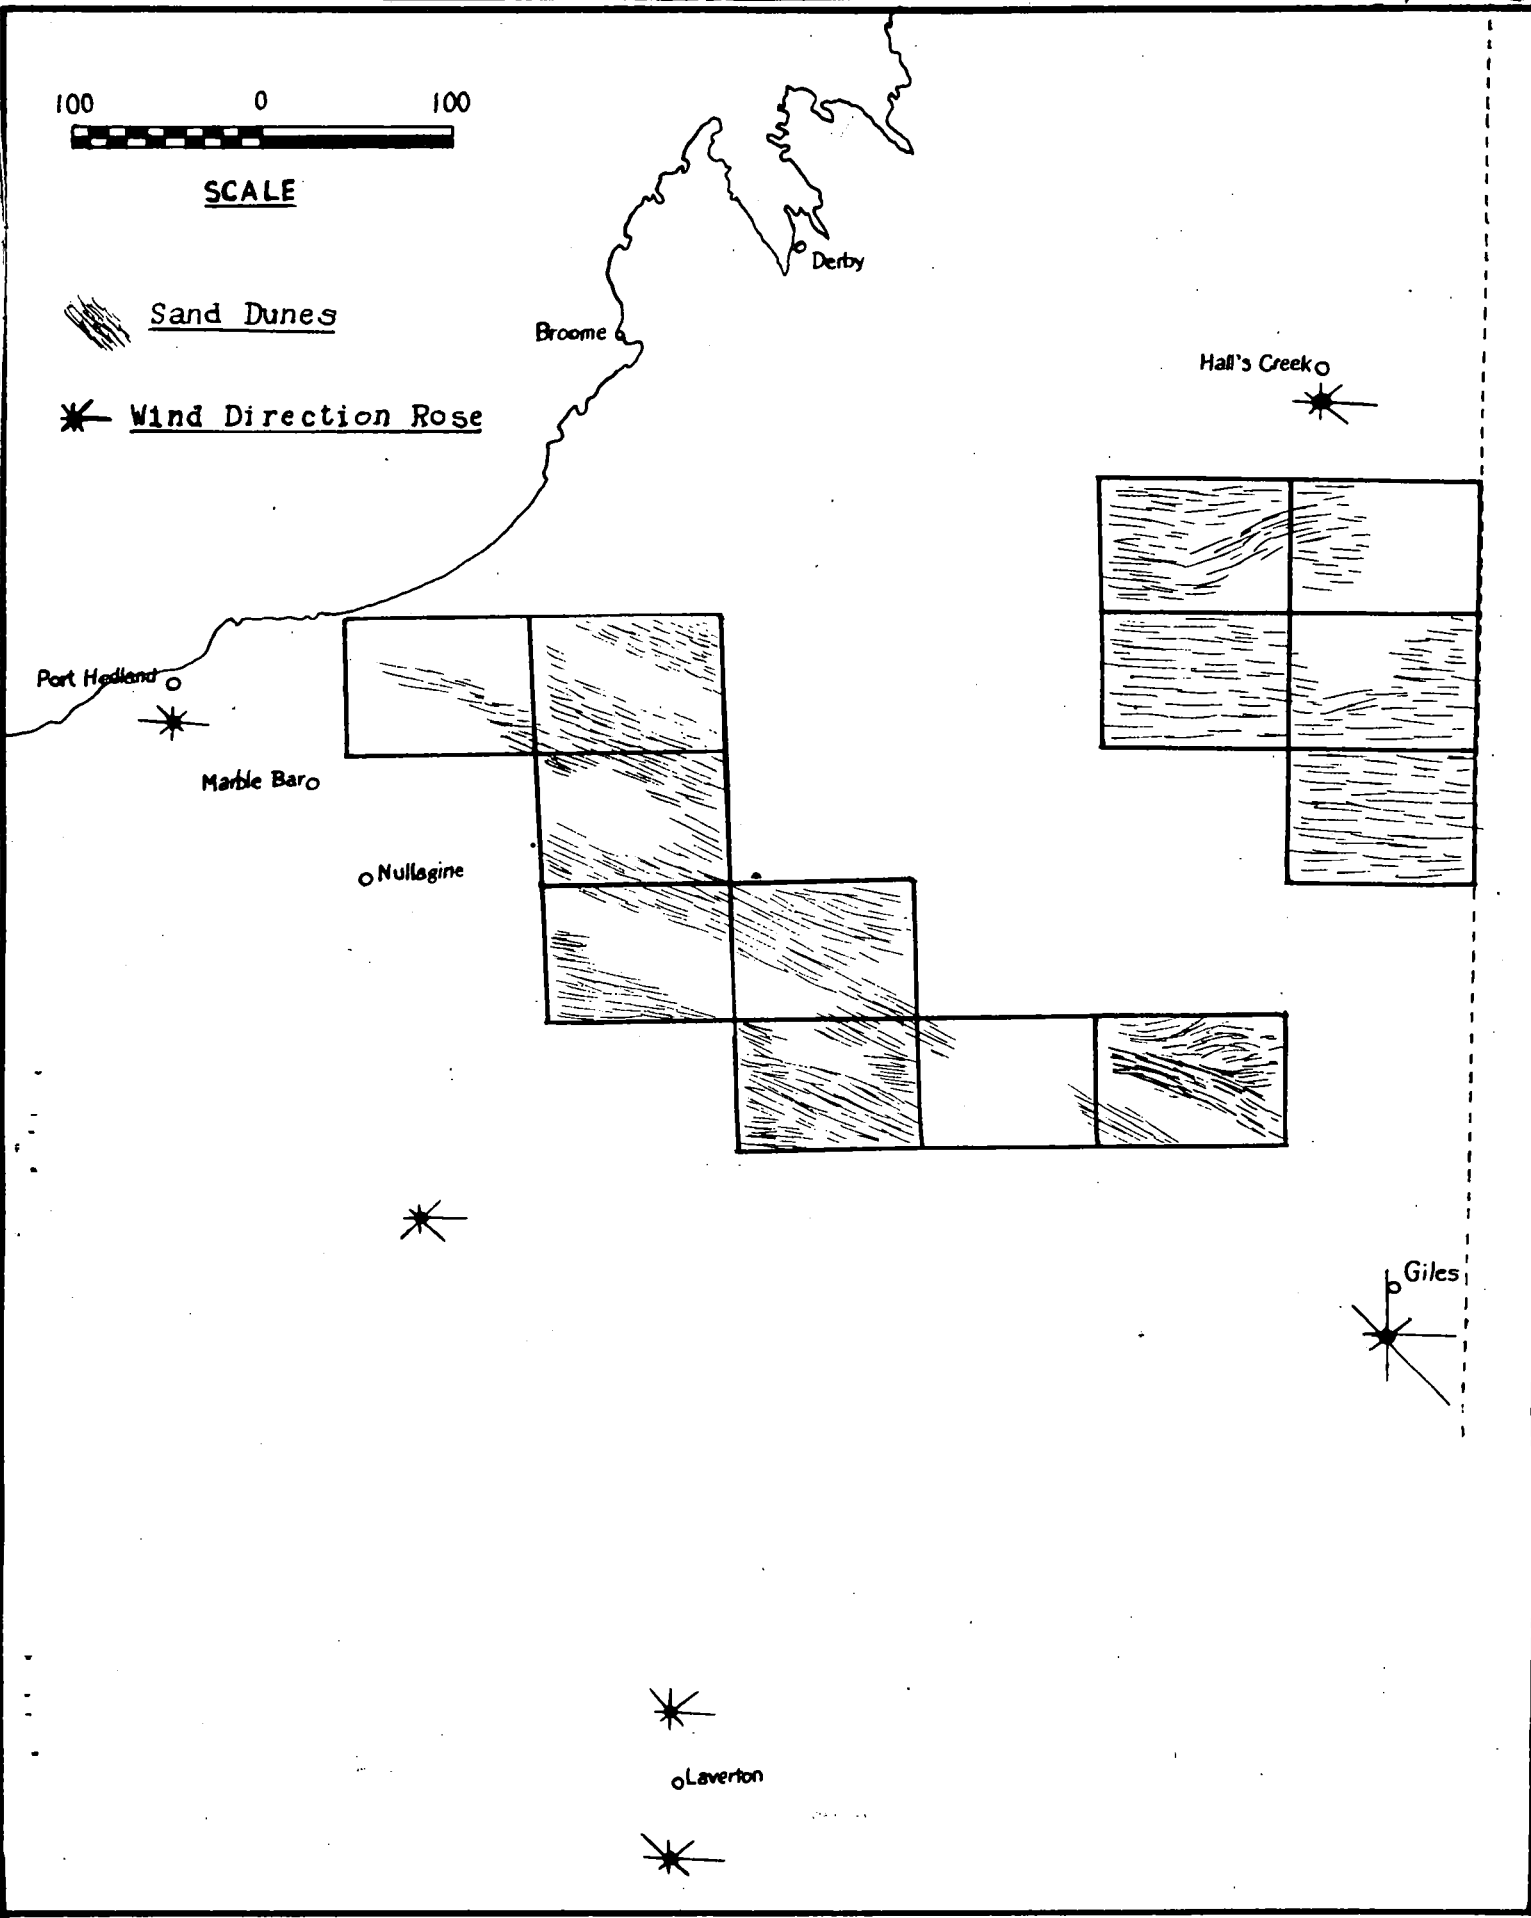 100 0 100
SCALE
Derby
Sand Dunes
Broome
Hall's Creek
Wind Direction Rose
Port Hedland
Marble Bar
Nullagine
Giles
Laverton